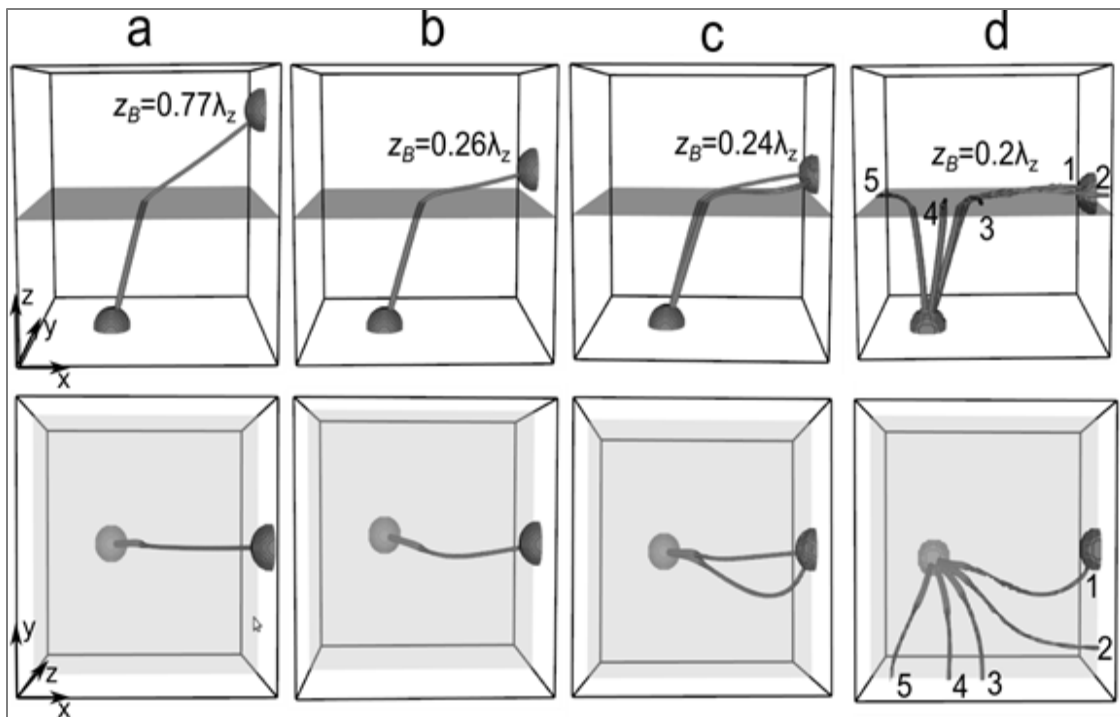 a b c d
z_B=0.77λ_z
z_B=0.26λ_z
z_B=0.24λ_z
z_B=0.2λ_z
1
2
5
4
3
z
y
x
1
2
y
z
x
5
4
3